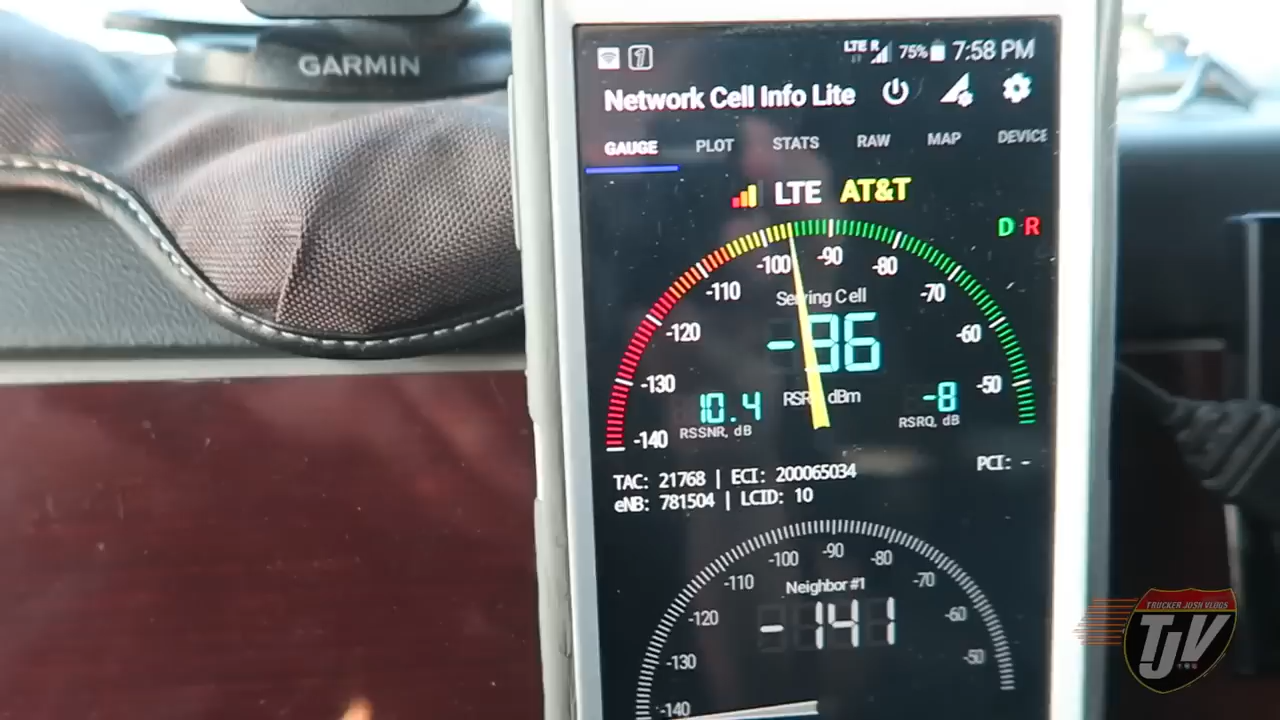 GARMIN
1 LTE R 75% 7:58 PM
Network Cell Info Lite
GAUGE PLOT STATS RAW MAP DEVICE
LTE AT&T
D R
-140 -130 -120 -110 -100 -90 -80 -70 -60 -50
Serving Cell
-96
10.4
RSSNR, dB
dBm
-8
RSRQ, dB
TAC: 21768 | ECI: 200065034
PCI: -
eNB: 781504 | LCID: 10
-140 -130 -120 -110 -100 -90 -80 -70 -60 -50
Neighbor #1
-141
TRUCKER JOSH VLOGS
TJV